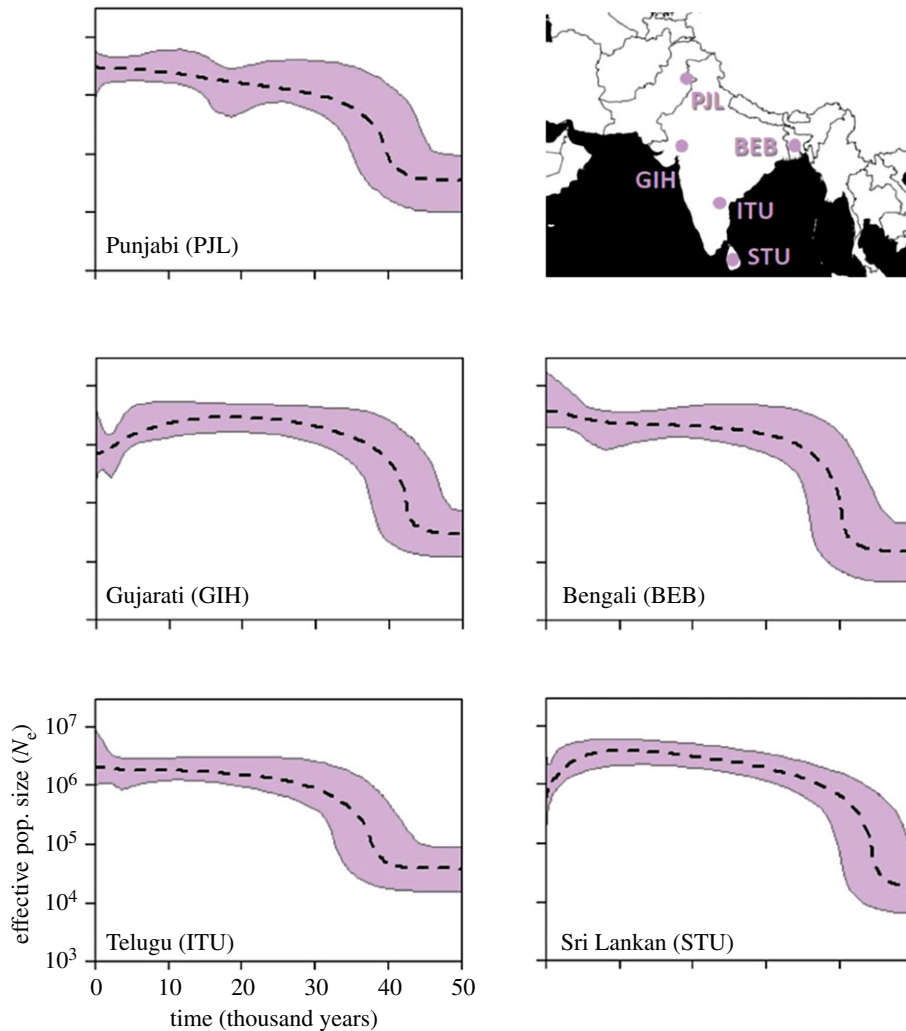 Punjabi (PJL)
PJL
GIH
BEB
ITU
STU
Gujarati (GIH)
Bengali (BEB)
effective pop. size (Nₑ)
10⁷
10⁶
10⁵
10⁴
10³
Telugu (ITU)
Sri Lankan (STU)
0 10 20 30 40 50
time (thousand years)